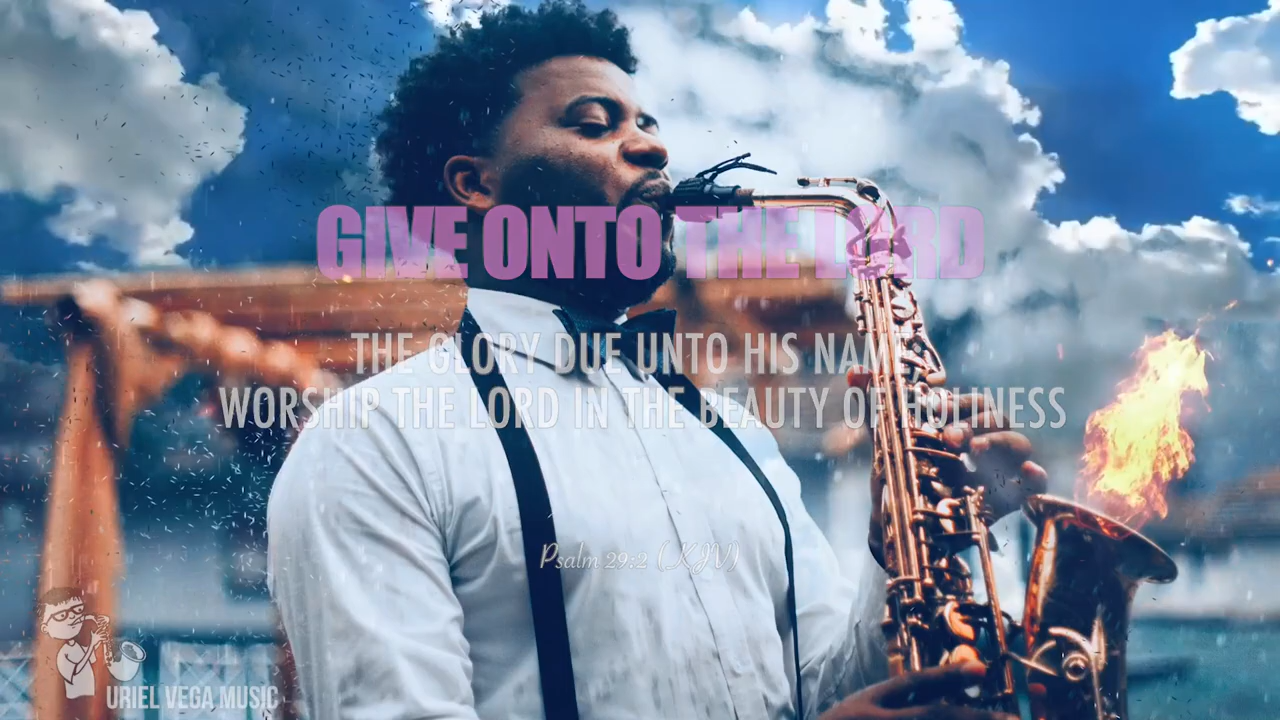 GIVE ONTO THE LORD
THE GLORY DUE UNTO HIS NAME;
WORSHIP THE LORD IN THE BEAUTY OF HOLINESS
Psalm 29:2 (KJV)
URIEL VEGA MUSIC